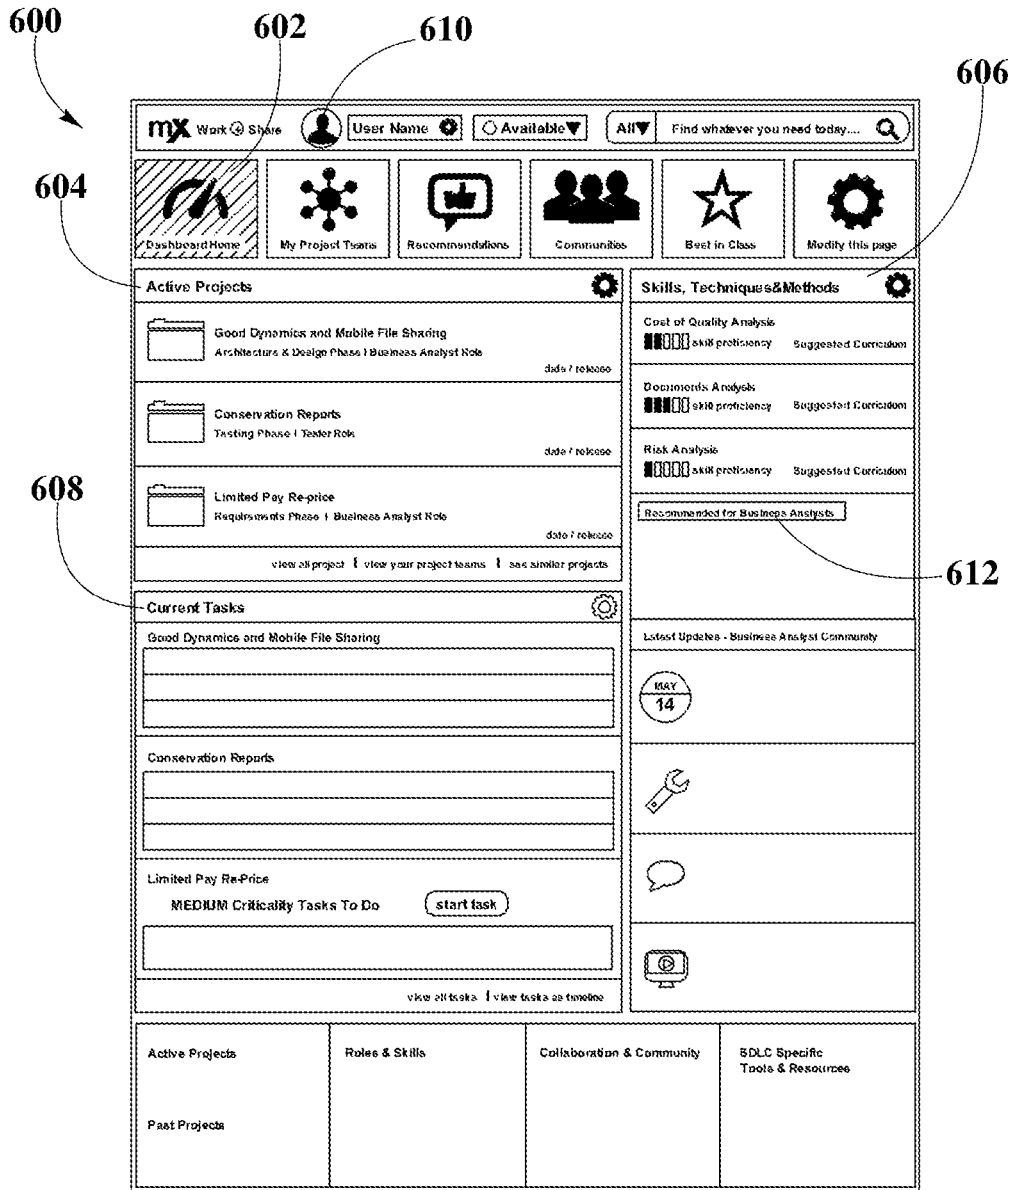 600
602
610
606
604
608
612
mx Work Share
User Name
Available
All
Find whatever you need today....
Dashboard Home
My Project Teams
Recommendations
Communities
Best in Class
Modify this page
Active Projects
Good Dynamics and Mobile File Sharing
Architecture & Design Phase | Business Analyst Role
date / release
Conservation Reports
Testing Phase | Tester Role
date / release
Limited Pay Re-price
Requirements Phase | Business Analyst Role
date / release
view all project | view your project teams | see similar projects
Skills, Techniques&Methods
Cost of Quality Analysis
skill proficiency Suggested Curriculum
Documents Analysis
skill proficiency Suggested Curriculum
Risk Analysis
skill proficiency Suggested Curriculum
Recommended for Business Analysts
Current Tasks
Good Dynamics and Mobile File Sharing
Conservation Reports
Limited Pay Re-Price
MEDIUM Criticality Tasks To Do
start task
view all tasks | view tasks as timeline
Latest Updates - Business Analyst Community
MAY
14
Active Projects
Past Projects
Roles & Skills
Collaboration & Community
SDLC Specific
Tools & Resources